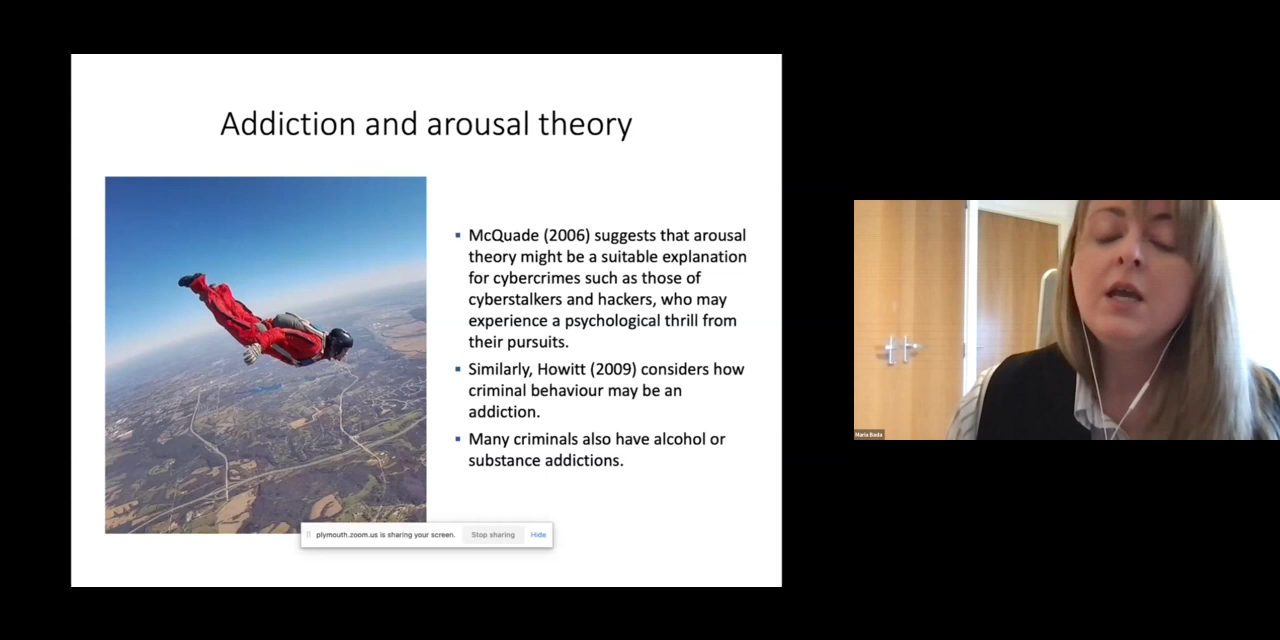 Addiction and arousal theory
▪ McQuade (2006) suggests that arousal
theory might be a suitable explanation
for cybercrimes such as those of
cyberstalkers and hackers, who may
experience a psychological thrill from
their pursuits.
▪ Similarly, Howitt (2009) considers how
criminal behaviour may be an
addiction.
▪ Many criminals also have alcohol or
substance addictions.
plymouth.zoom.us is sharing your screen. Stop sharing Hide
Maria Bada